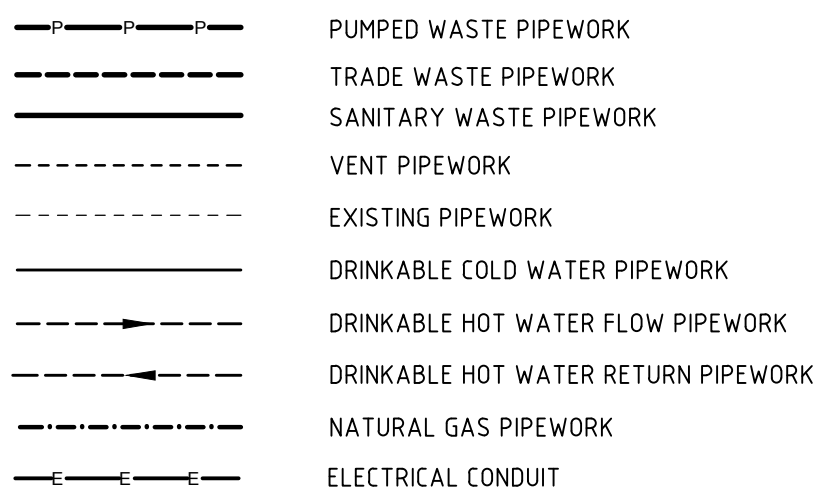 P P P PUMPED WASTE PIPEWORK
TRADE WASTE PIPEWORK
SANITARY WASTE PIPEWORK
VENT PIPEWORK
EXISTING PIPEWORK
DRINKABLE COLD WATER PIPEWORK
DRINKABLE HOT WATER FLOW PIPEWORK
DRINKABLE HOT WATER RETURN PIPEWORK
NATURAL GAS PIPEWORK
E E E ELECTRICAL CONDUIT